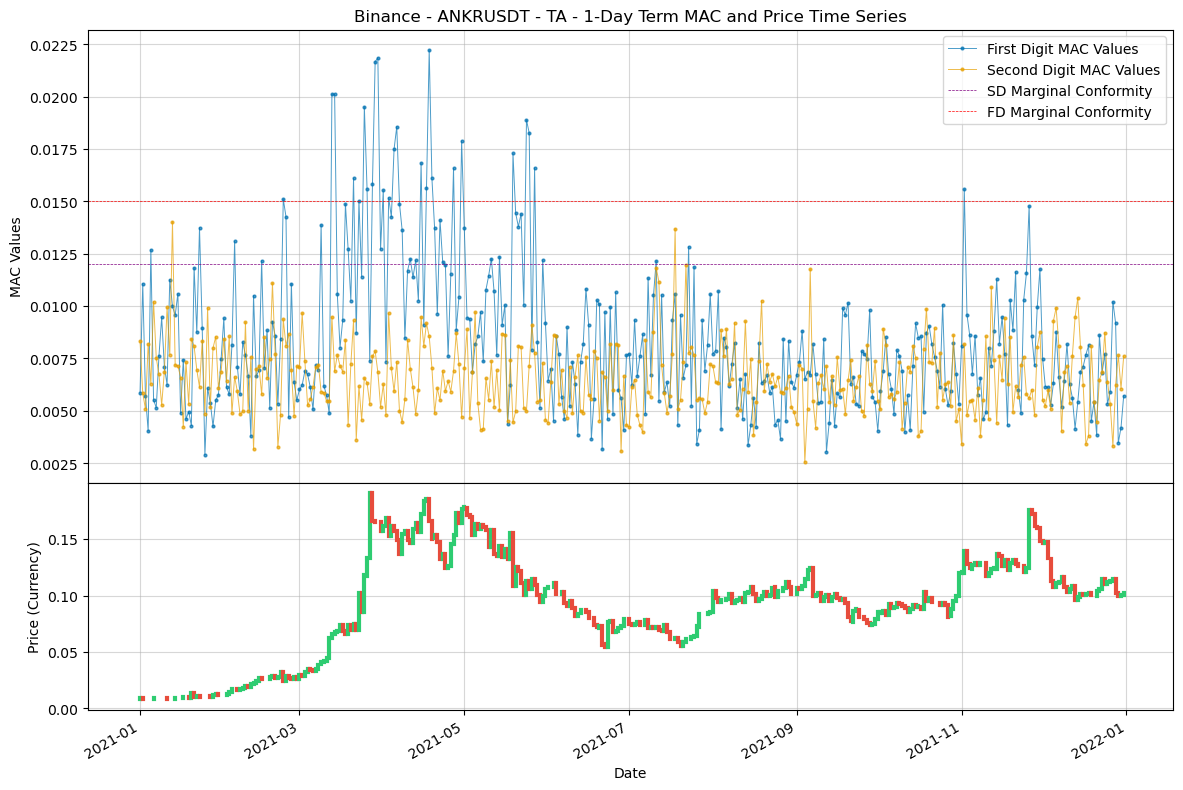 Binance - ANKRUSDT - TA - 1-Day Term MAC and Price Time Series
First Digit MAC Values
Second Digit MAC Values
SD Marginal Conformity
FD Marginal Conformity
MAC Values
0.0225
0.0200
0.0175
0.0150
0.0125
0.0100
0.0075
0.0050
0.0025
Price (Currency)
0.15
0.10
0.05
0.00
2021-01
2021-03
2021-05
2021-07
2021-09
2021-11
2022-01
Date